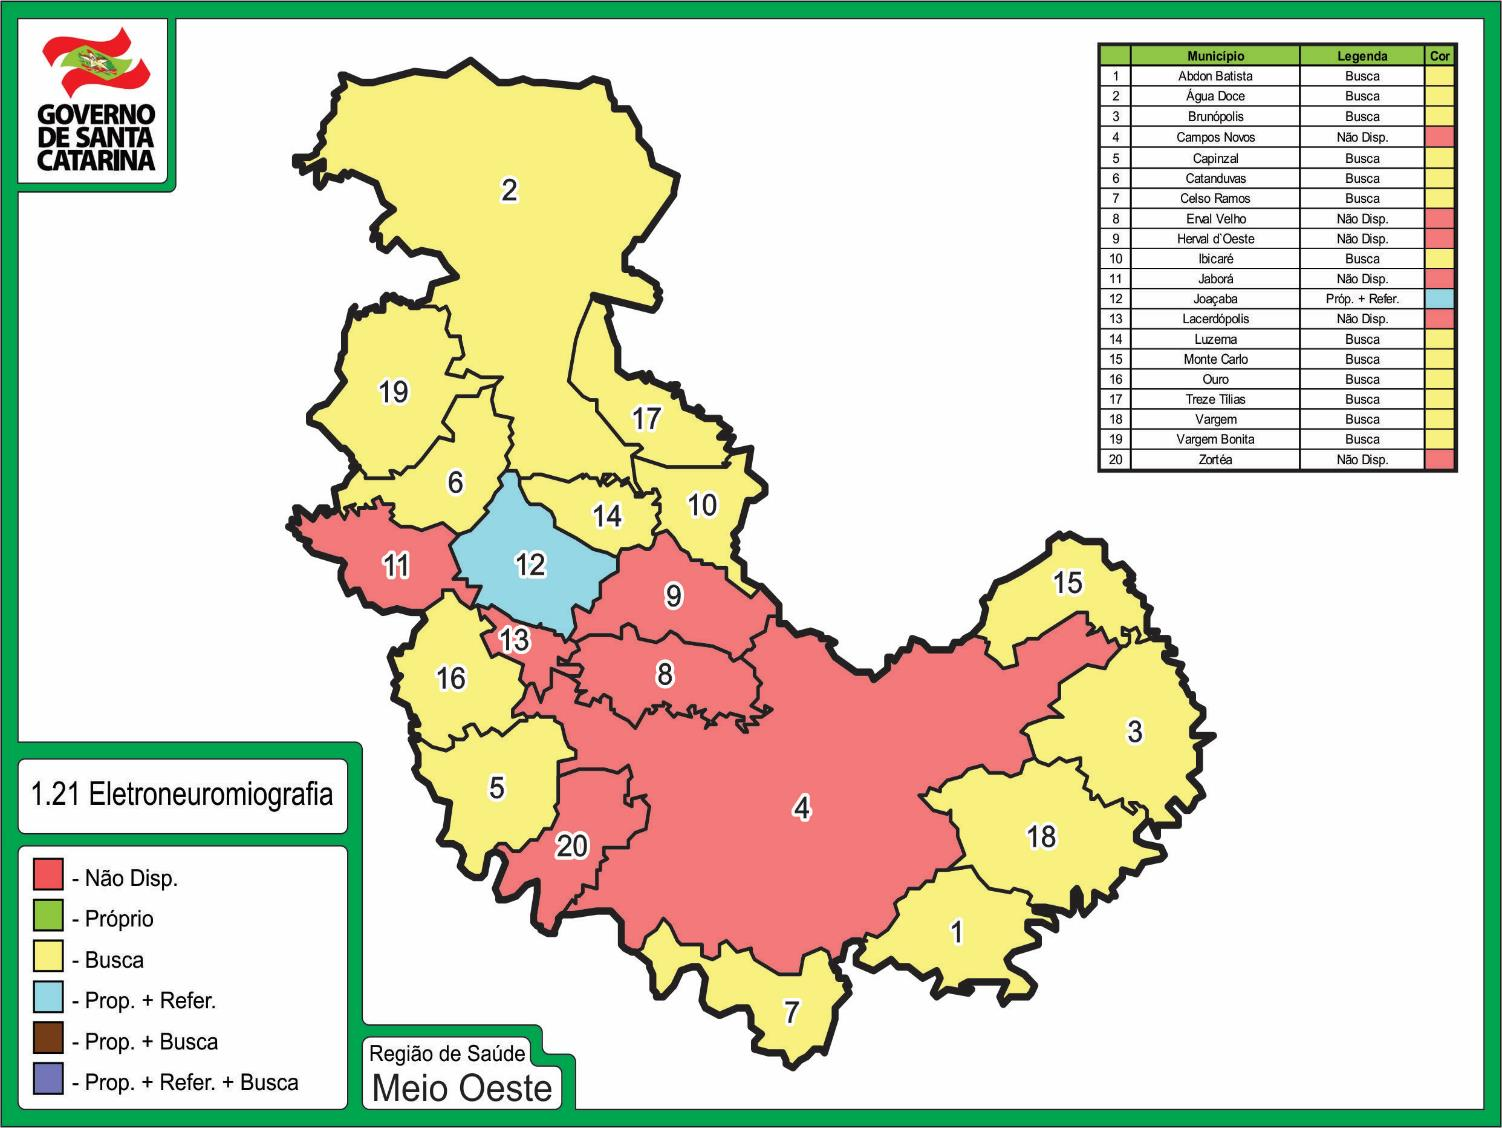 GOVERNO
DE SANTA
CATARINA
Município Legenda Cor
1 Abdon Batista Busca
2 Água Doce Busca
3 Brunópolis Busca
4 Campos Novos Não Disp.
5 Capinzal Busca
6 Catanduvas Busca
7 Celso Ramos Busca
8 Erval Velho Não Disp.
9 Herval d`Oeste Não Disp.
10 Ibicaré Busca
11 Jaborá Não Disp.
12 Joaçaba Próp. + Refer.
13 Lacerdópolis Não Disp.
14 Luzerna Busca
15 Monte Carlo Busca
16 Ouro Busca
17 Treze Tílias Busca
18 Vargem Busca
19 Vargem Bonita Busca
20 Zortéa Não Disp.
2
19
17
6
14
10
12
11
9
15
13
16
8
3
5
4
20
18
1
7
1.21 Eletroneuromiografia
- Não Disp.
- Próprio
- Busca
- Prop. + Refer.
- Prop. + Busca
- Prop. + Refer. + Busca
Região de Saúde
Meio Oeste